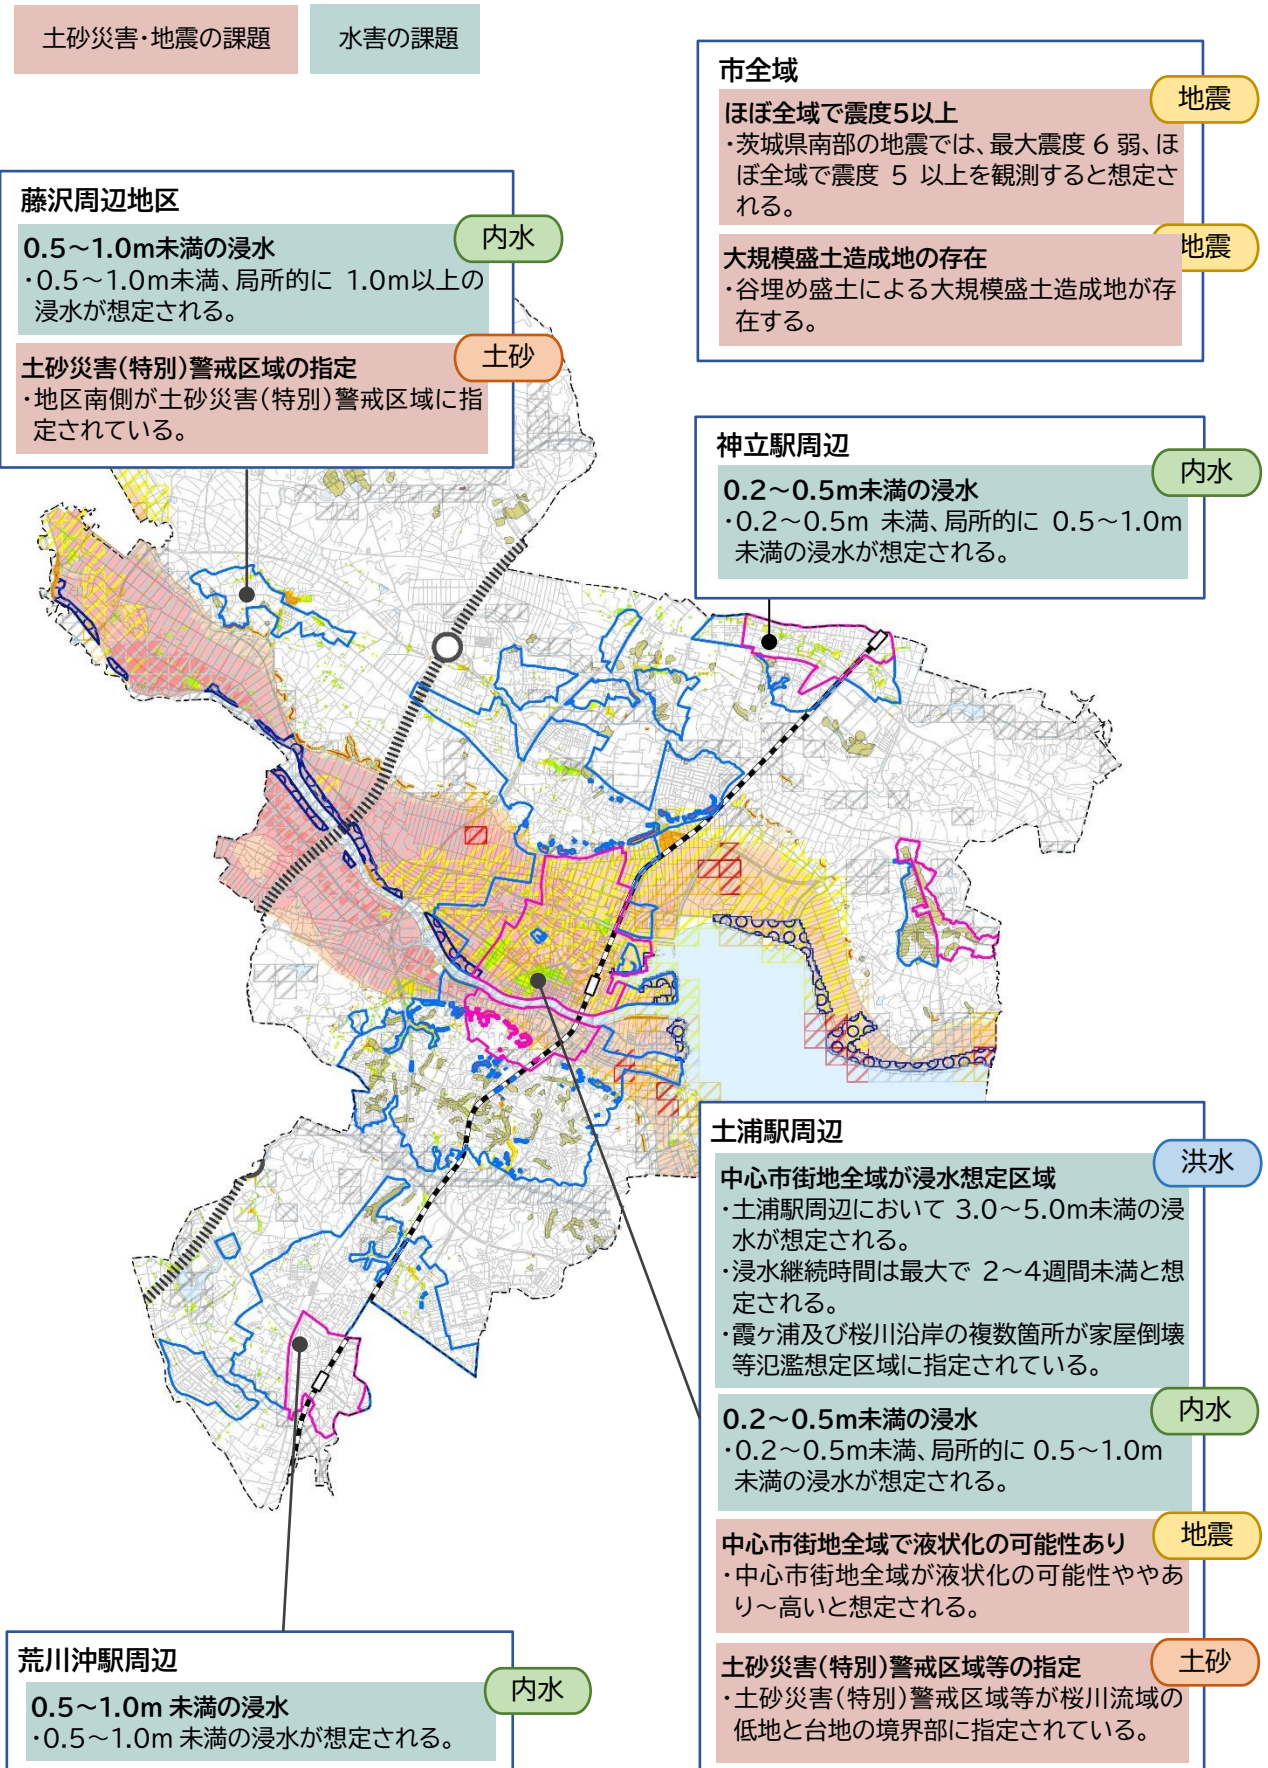 土砂災害・地震の課題
水害の課題
市全域
地震
ほぼ全域で震度5以上
・茨城県南部の地震では、最大震度 6 弱、ほ
ぼ全域で震度 5 以上を観測すると想定さ
れる。
地震
大規模盛土造成地の存在
・谷埋め盛土による大規模盛土造成地が存
在する。
藤沢周辺地区
内水
0.5～1.0m未満の浸水
・0.5～1.0m未満、局所的に 1.0m以上の
浸水が想定される。
土砂
土砂災害(特別)警戒区域の指定
・地区南側が土砂災害(特別)警戒区域に指
定されている。
神立駅周辺
内水
0.2～0.5m未満の浸水
・0.2～0.5m 未満、局所的に 0.5～1.0m
未満の浸水が想定される。
土浦駅周辺
洪水
中心市街地全域が浸水想定区域
・土浦駅周辺において 3.0～5.0m未満の浸
水が想定される。
・浸水継続時間は最大で 2～4週間未満と想
定される。
・霞ヶ浦及び桜川沿岸の複数箇所が家屋倒壊
等氾濫想定区域に指定されている。
内水
0.2～0.5m未満の浸水
・0.2～0.5m未満、局所的に 0.5～1.0m
未満の浸水が想定される。
地震
中心市街地全域で液状化の可能性あり
・中心市街地全域が液状化の可能性ややあ
り～高いと想定される。
土砂
土砂災害(特別)警戒区域等の指定
・土砂災害(特別)警戒区域等が桜川流域の
低地と台地の境界部に指定されている。
荒川沖駅周辺
内水
0.5～1.0m 未満の浸水
・0.5～1.0m 未満の浸水が想定される。